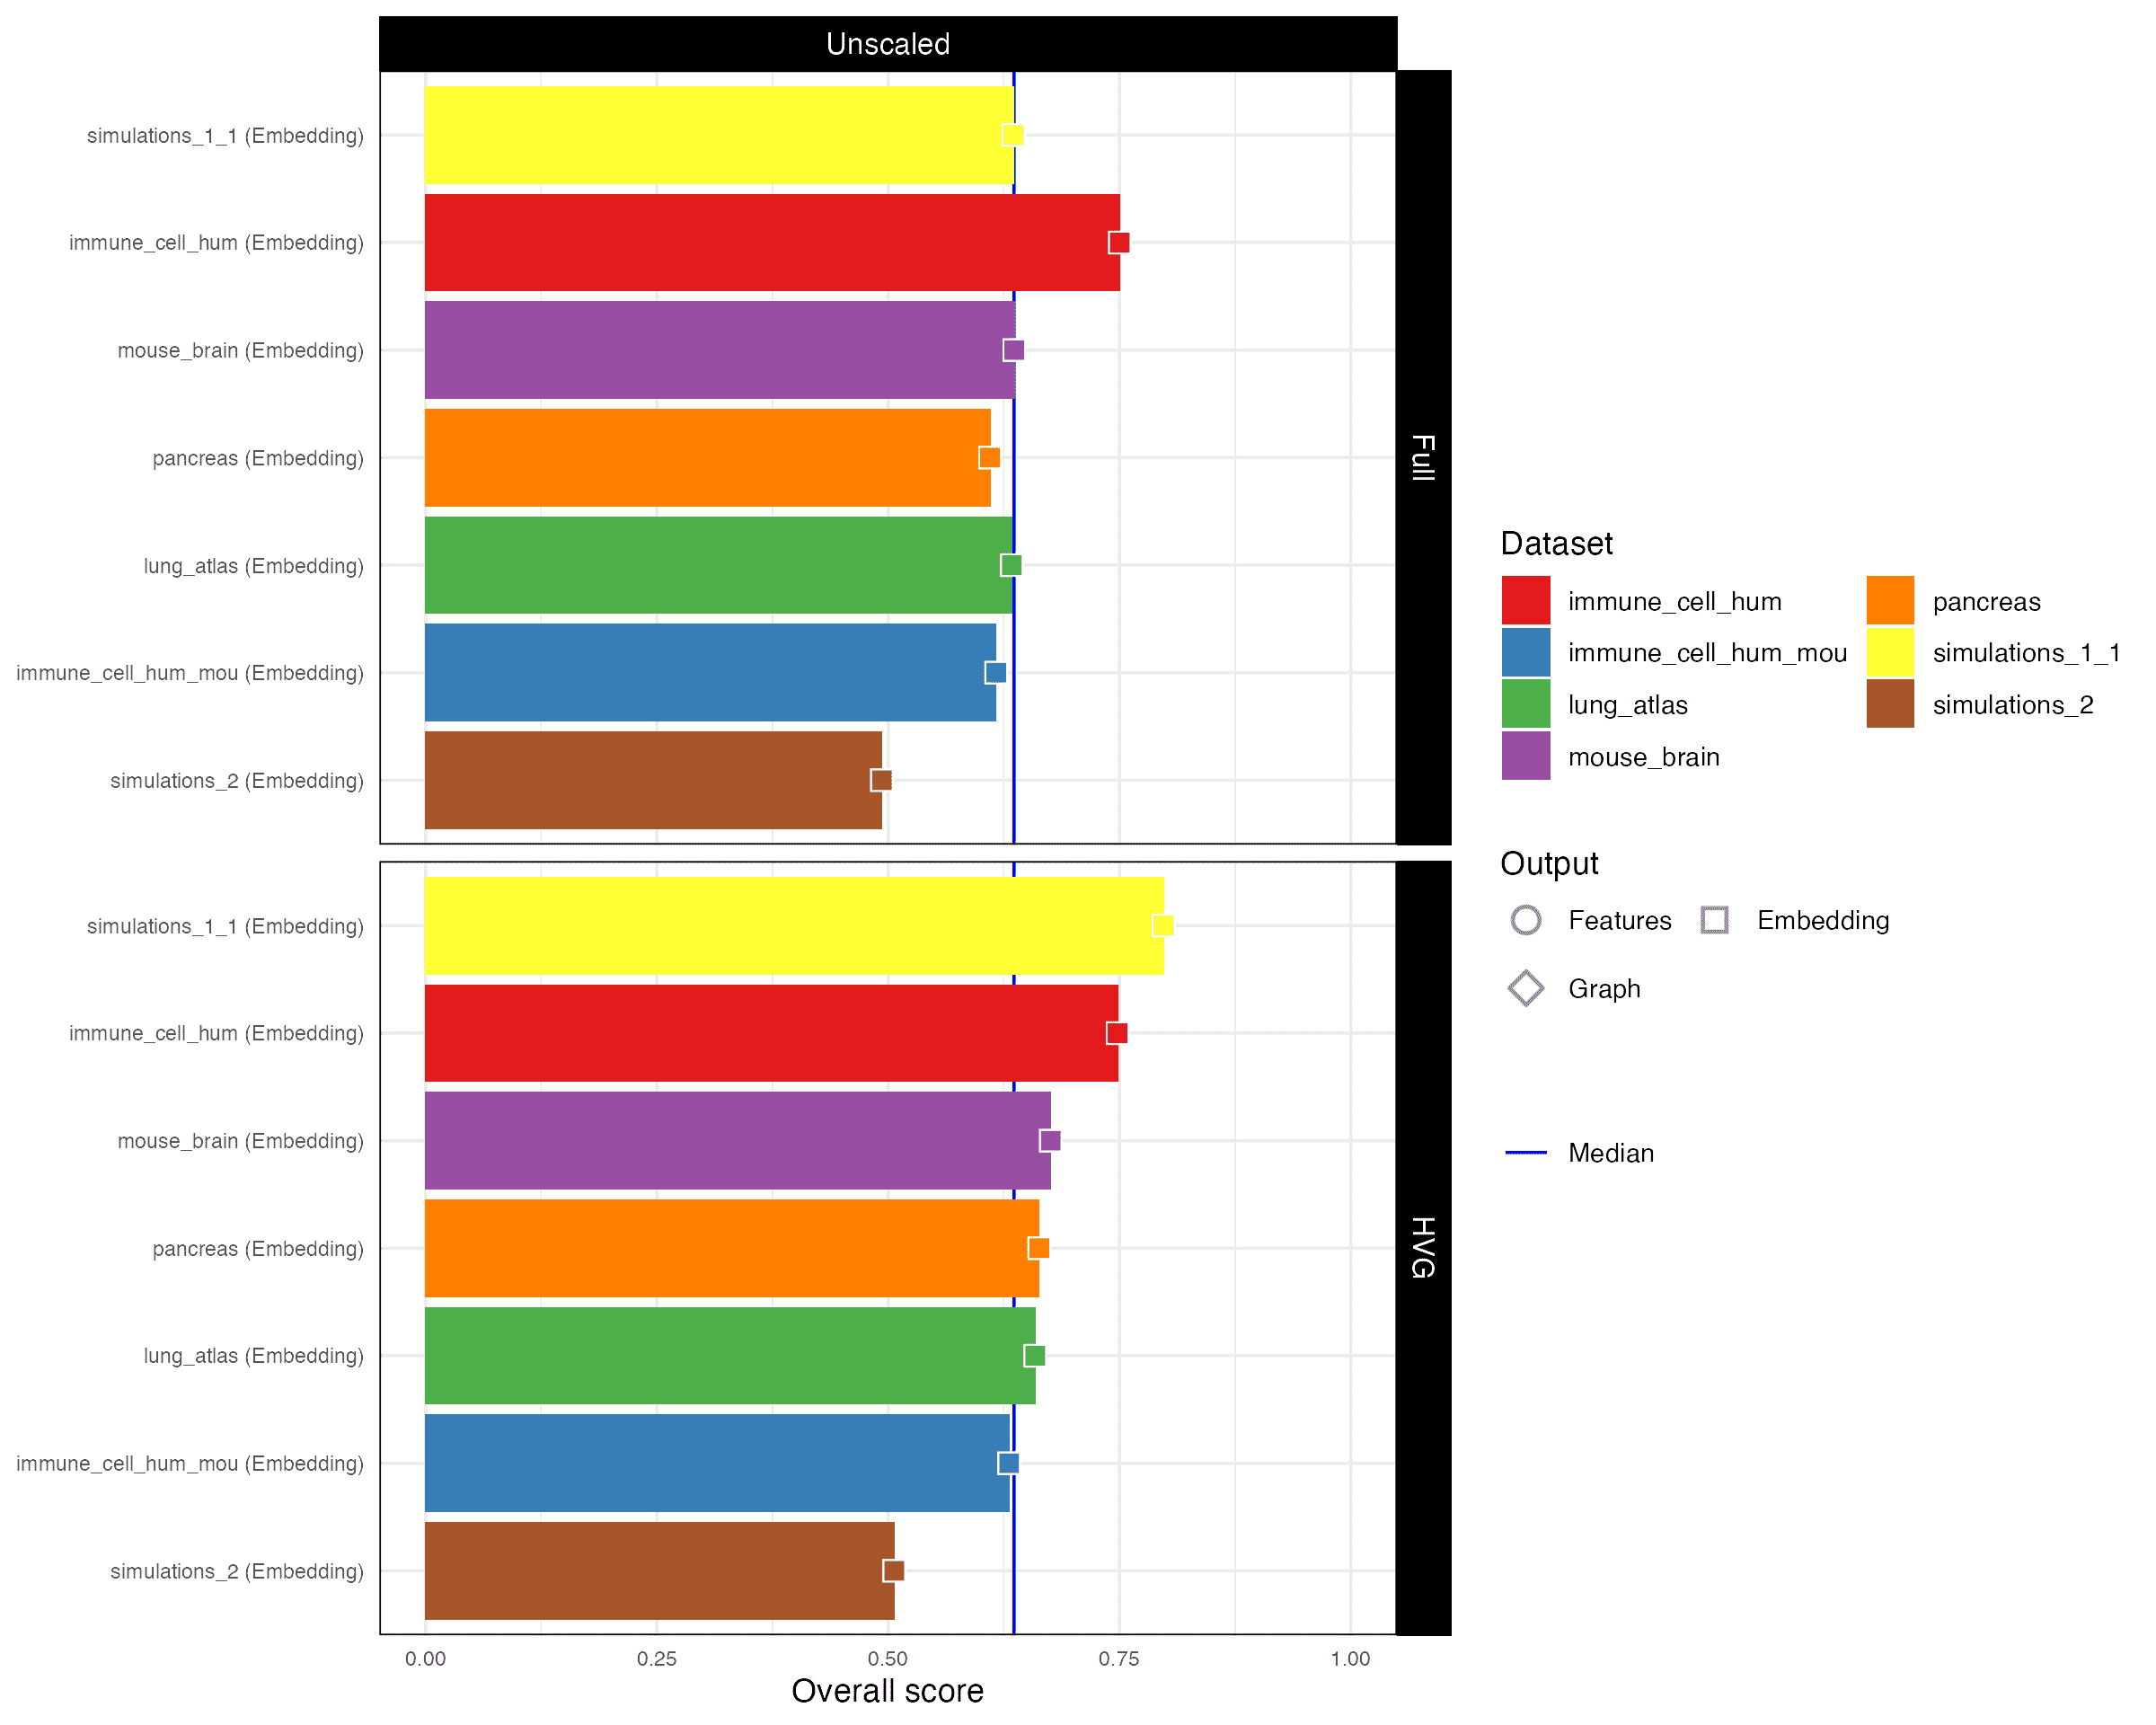 Unscaled
simulations_1_1 (Embedding)
immune_cell_hum (Embedding)
mouse_brain (Embedding)
pancreas (Embedding)
lung_atlas (Embedding)
immune_cell_hum_mou (Embedding)
simulations_2 (Embedding)
Full
simulations_1_1 (Embedding)
immune_cell_hum (Embedding)
mouse_brain (Embedding)
pancreas (Embedding)
lung_atlas (Embedding)
immune_cell_hum_mou (Embedding)
simulations_2 (Embedding)
HVG
0.00 0.25 0.50 0.75 1.00
Overall score
Dataset
immune_cell_hum pancreas
immune_cell_hum_mou simulations_1_1
lung_atlas simulations_2
mouse_brain
Output
Features Embedding
Graph
Median